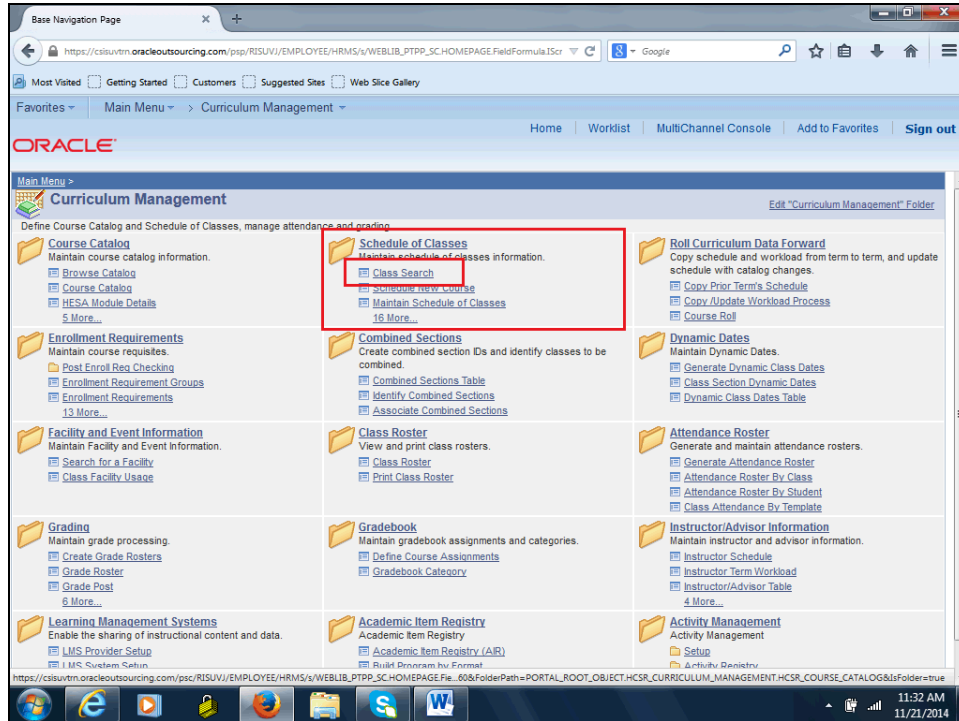 Base Navigation Page
https://csisuvtrn.oracleoutsourcing.com/psp/RISUVJ/EMPLOYEE/HRMS/s/WEBLIB_PTPP_SC.HOMEPAGE.FieldFormula.IScr
Google
Most Visited Getting Started Customers Suggested Sites Web Slice Gallery
Favorites Main Menu > Curriculum Management
Home Worklist MultiChannel Console Add to Favorites Sign out
ORACLE
Main Menu >
Curriculum Management
Edit "Curriculum Management" Folder
Define Course Catalog and Schedule of Classes, manage attendance and grading
Course Catalog
Maintain course catalog information.
Browse Catalog
Course Catalog
HESA Module Details
5 More...
Schedule of Classes
Maintain schedule of classes information.
Class Search
Schedule New Course
Maintain Schedule of Classes
16 More...
Roll Curriculum Data Forward
Copy schedule and workload from term to term, and update
schedule with catalog changes.
Copy Prior Term's Schedule
Copy /Update Workload Process
Course Roll
Enrollment Requirements
Maintain course requisites.
Post Enroll Req Checking
Enrollment Requirement Groups
Enrollment Requirements
13 More...
Combined Sections
Create combined section IDs and identify classes to be
combined.
Combined Sections Table
Identify Combined Sections
Associate Combined Sections
Dynamic Dates
Maintain Dynamic Dates.
Generate Dynamic Class Dates
Class Section Dynamic Dates
Dynamic Class Dates Table
Facility and Event Information
Maintain Facility and Event Information.
Search for a Facility
Class Facility Usage
Class Roster
View and print class rosters.
Class Roster
Print Class Roster
Attendance Roster
Generate and maintain attendance rosters.
Generate Attendance Roster
Attendance Roster By Class
Attendance Roster By Student
Class Attendance By Template
Grading
Maintain grade processing.
Create Grade Rosters
Grade Roster
Grade Post
6 More...
Gradebook
Maintain gradebook assignments and categories.
Define Course Assignments
Gradebook Category
Instructor/Advisor Information
Maintain instructor and advisor information.
Instructor Schedule
Instructor Term Workload
Instructor/Advisor Table
4 More...
Learning Management Systems
Enable the sharing of instructional content and data.
LMS Provider Setup
LMS System Setup
Academic Item Registry
Academic Item Registry
Academic Item Registry (AIR)
Build Program by Format
Activity Management
Activity Management
Setup
Activity Registry
https://csisuvtrn.oracleoutsourcing.com/psc/RISUVJ/EMPLOYEE/HRMS/s/WEBLIB_PTPP_SC.HOMEPAGE.Fie...60&FolderPath=PORTAL_ROOT_OBJECT.HCSR_CURRICULUM_MANAGEMENT.HCSR_COURSE_CATALOG&IsFolder=true
11:32 AM
11/21/2014